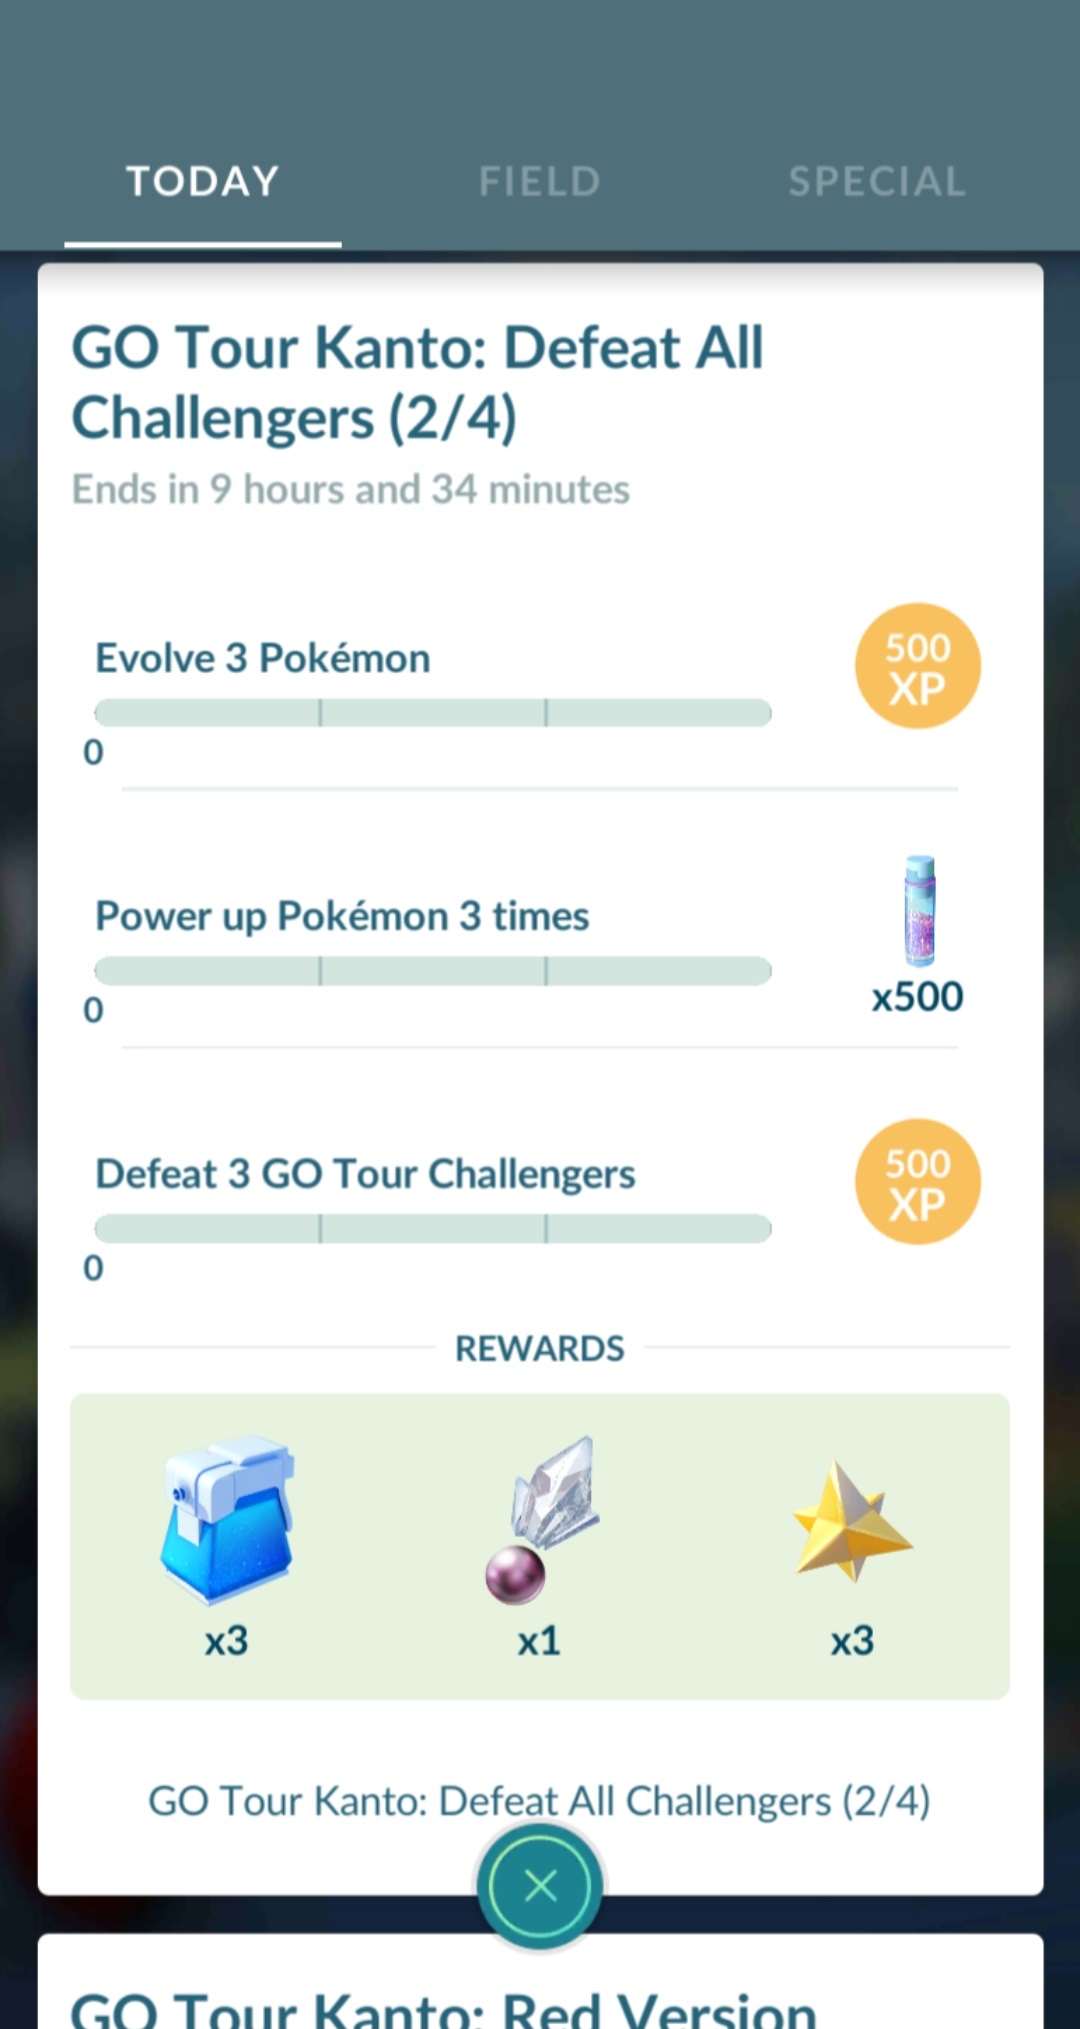 TODAY
FIELD
SPECIAL
GO Tour Kanto: Defeat All
Challengers (2/4)
Ends in 9 hours and 34 minutes
Evolve 3 Pokémon
500
XP
0
Power up Pokémon 3 times
x500
0
Defeat 3 GO Tour Challengers
500
XP
0
REWARDS
x3
x1
x3
GO Tour Kanto: Defeat All Challengers (2/4)
GO Tour Kanto: Red Version